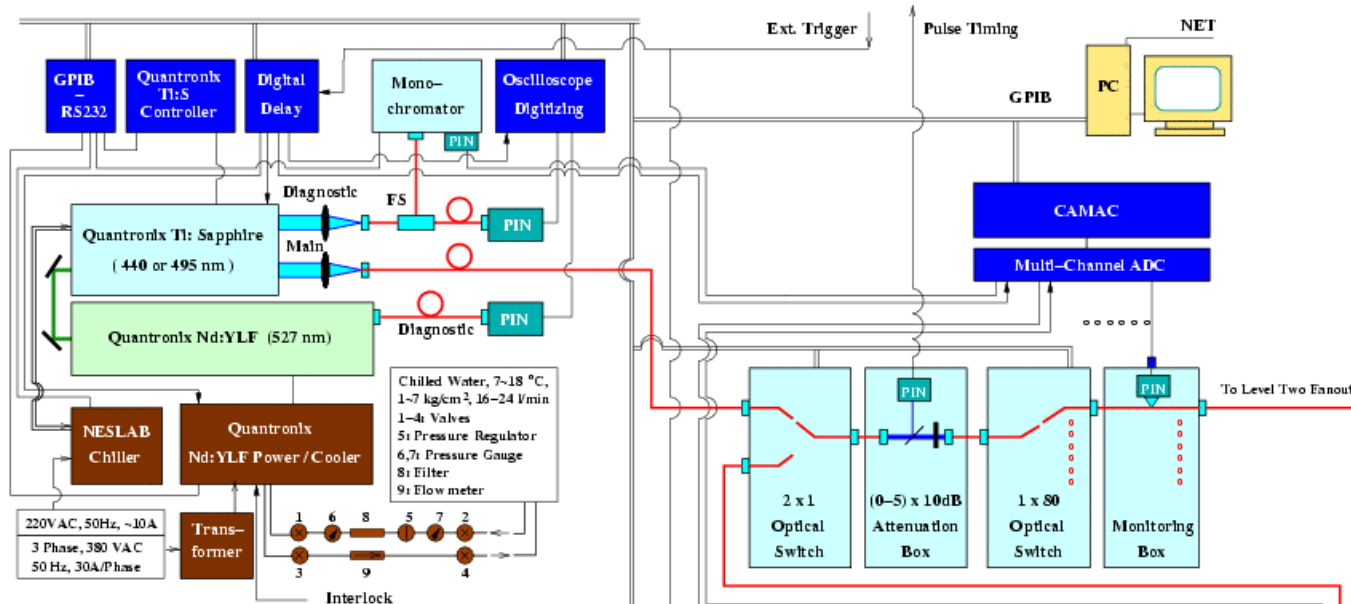 Ext. Trigger
Pulse Timing
NET
GPIB
–
RS232
Quantronix
Ti:S
Controller
Digital
Delay
Mono–
chromator
PIN
Oscilloscope
Digitizing
GPIB
PC
Diagnostic
FS
PIN
CAMAC
Quantronix Ti: Sapphire
( 440 or 495 nm )
Main
Multi–Channel ADC
Diagnostic
PIN
Quantronix Nd:YLF (527 nm)
Chilled Water, 7~18 °C,
1~7 kg/cm², 16–24 l/min
1–4: Valves
5: Pressure Regulator
6,7: Pressure Gauge
8: Filter
9: Flow meter
PIN
PIN
To Level Two Fanout
NESLAB
Chiller
Quantronix
Nd:YLF Power / Cooler
2 x 1
Optical
Switch
(0–5) x 10dB
Attenuation
Box
1 x 80
Optical
Switch
Monitoring
Box
220VAC, 50Hz, ~10A
3 Phase, 380 VAC
50 Hz, 30A/Phase
Trans–
former
1 6 8 5 7 2
3 9 4
Interlock